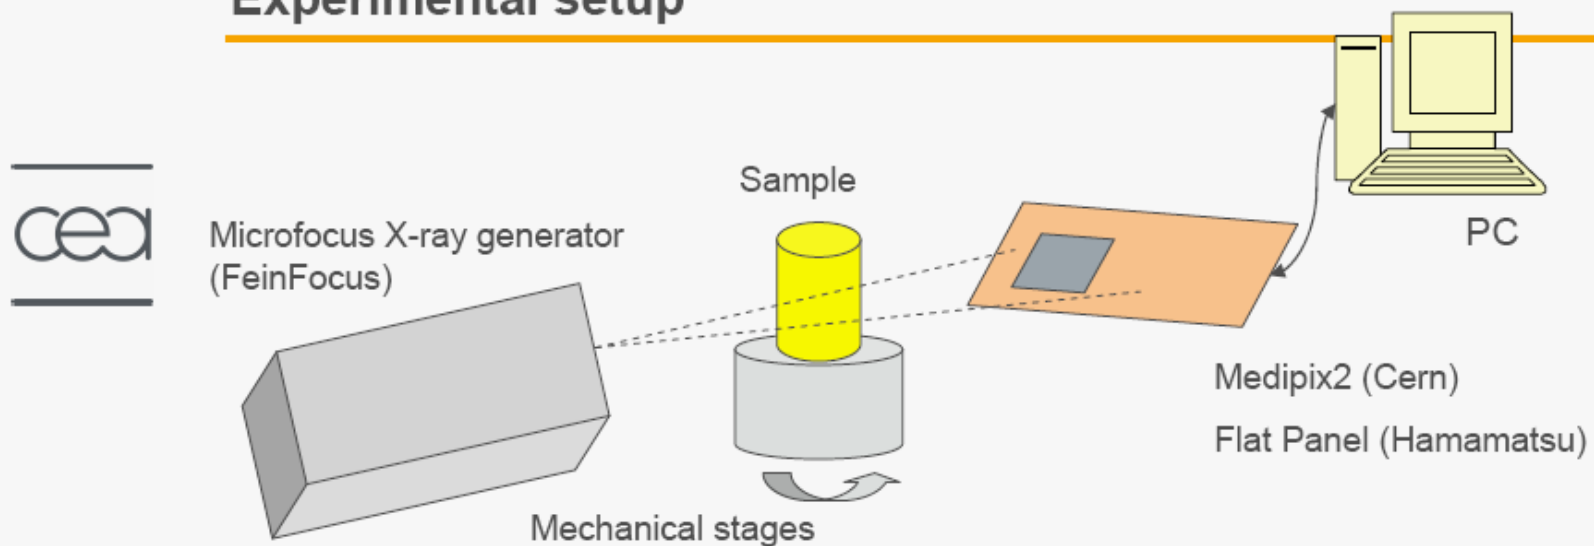 Experimental setup
cea
Sample
Microfocus X-ray generator
(FeinFocus)
PC
Medipix2 (Cern)
Flat Panel (Hamamatsu)
Mechanical stages